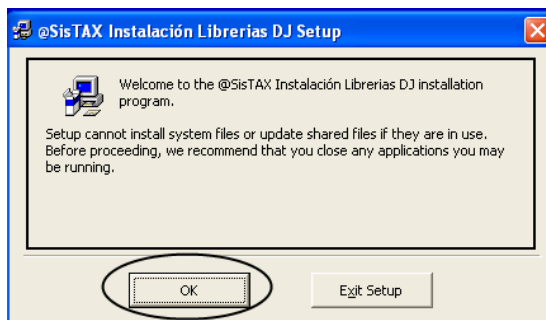 @SisTAX Instalación Librerias DJ Setup
Welcome to the @SisTAX Instalación Librerias DJ installation
program.
Setup cannot install system files or update shared files if they are in use.
Before proceeding, we recommend that you close any applications you may
be running.
OK
Exit Setup